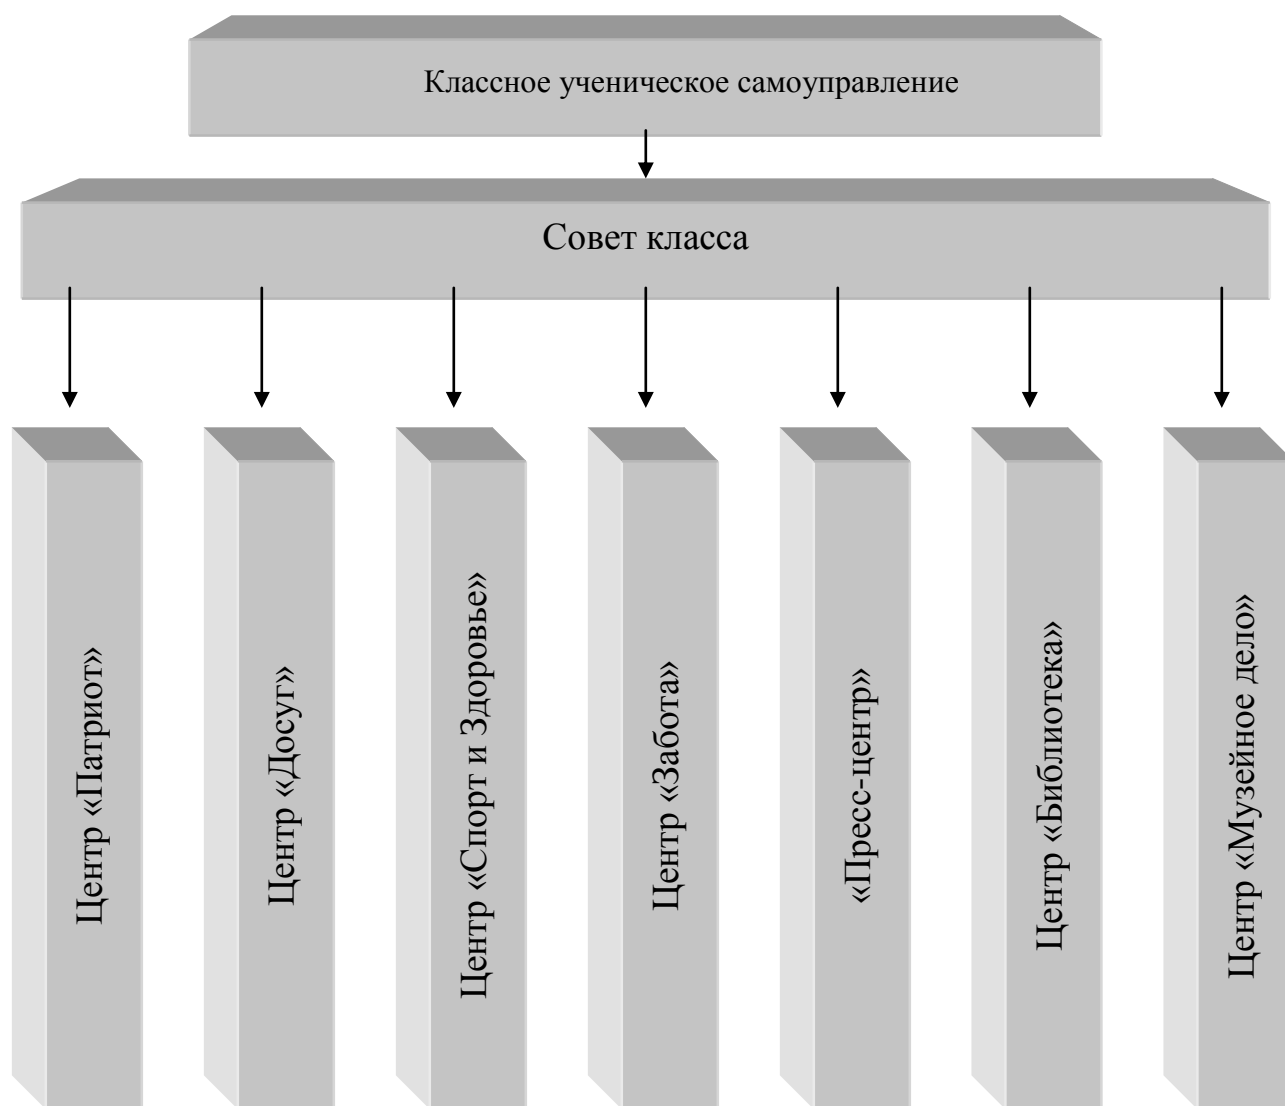 Классное ученическое самоуправление
Совет класса
Центр «Патриот»
Центр «Досуг»
Центр «Спорт и Здоровье»
Центр «Забота»
«Пресс-центр»
Центр «Библиотека»
Центр «Музейное дело»